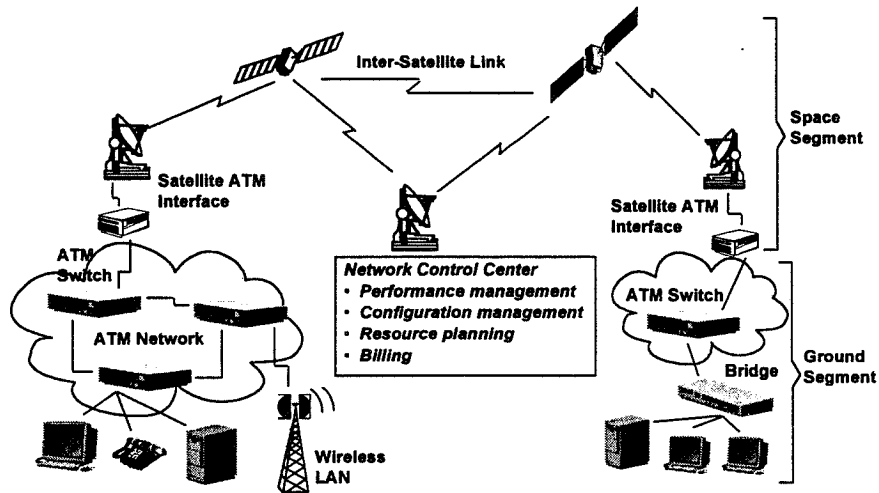 Inter-Satellite Link
Space
Segment
Satellite ATM
Interface
Satellite ATM
Interface
ATM
Switch
Network Control Center
• Performance management
• Configuration management
• Resource planning
• Billing
ATM Switch
ATM Network
Bridge
Ground
Segment
Wireless
LAN